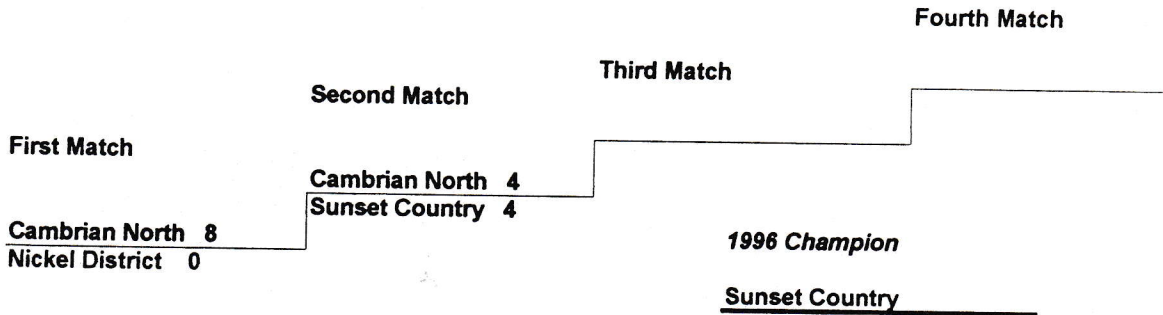 Fourth Match
Third Match
Second Match
First Match
Cambrian North 4
Sunset Country 4
Cambrian North 8
Nickel District 0
1996 Champion
Sunset Country